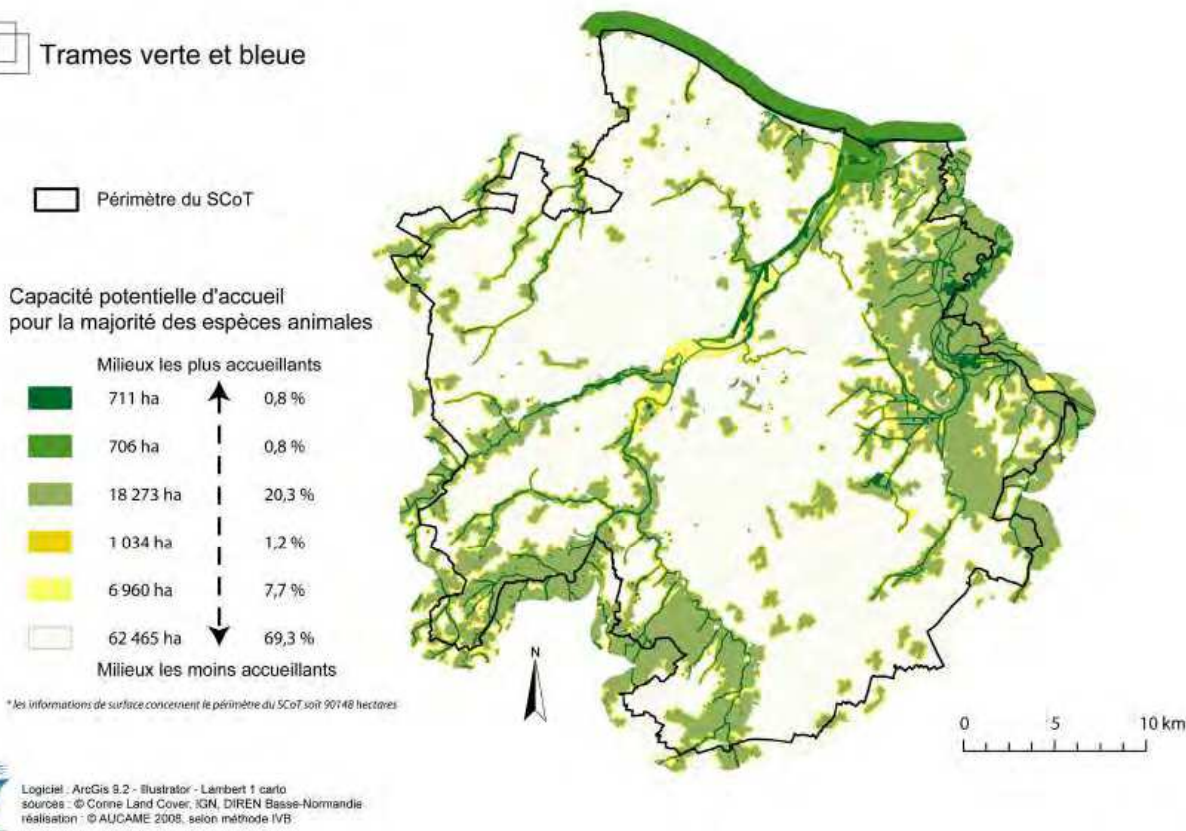 Trames verte et bleue
Périmètre du SCoT
Capacité potentielle d'accueil
pour la majorité des espèces animales
Milieux les plus accueillants
711 ha 0,8 %
706 ha 0,8 %
18 273 ha 20,3 %
1 034 ha 1,2 %
6 960 ha 7,7 %
62 465 ha 69,3 %
Milieux les moins accueillants
* les informations de surface concernent le périmètre du SCoT soit 90148 hectares
N
0 5 10 km
Logiciel : ArcGis 9.2 - Illustrator - Lambert 1 carto
sources : © Corine Land Cover, IGN, DIREN Basse-Normandie
réalisation : © AUCAME 2008, selon méthode IVB